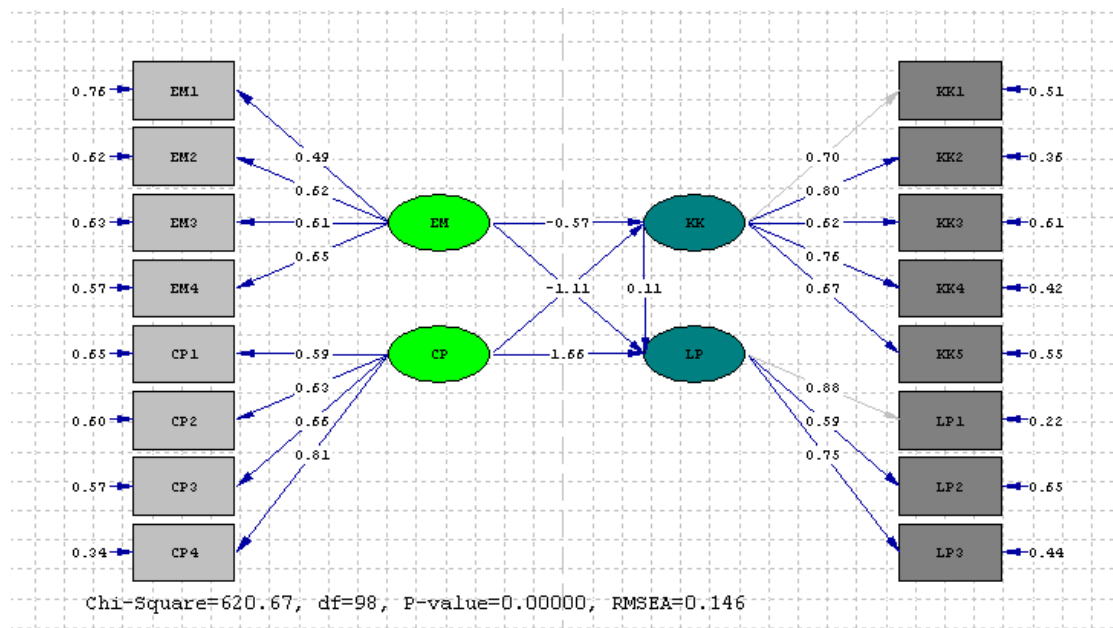 0.76 EM1 KK1 0.51
0.62 EM2 0.49 0.70 KK2 0.36
0.62 0.80
0.63 EM3 0.61 EM -0.57 KK 0.62 KK3 0.61
0.65 0.76
0.57 EM4 -1.11 0.11 0.67 KK4 0.42
0.65 CP1 0.59 CP 1.66 LP KK5 0.55
0.63 0.88
0.60 CP2 0.66 0.59 LP1 0.22
0.81 0.75
0.57 CP3 LP2 0.65
0.34 CP4 LP3 0.44
Chi-Square=620.67, df=98, P-value=0.00000, RMSEA=0.146